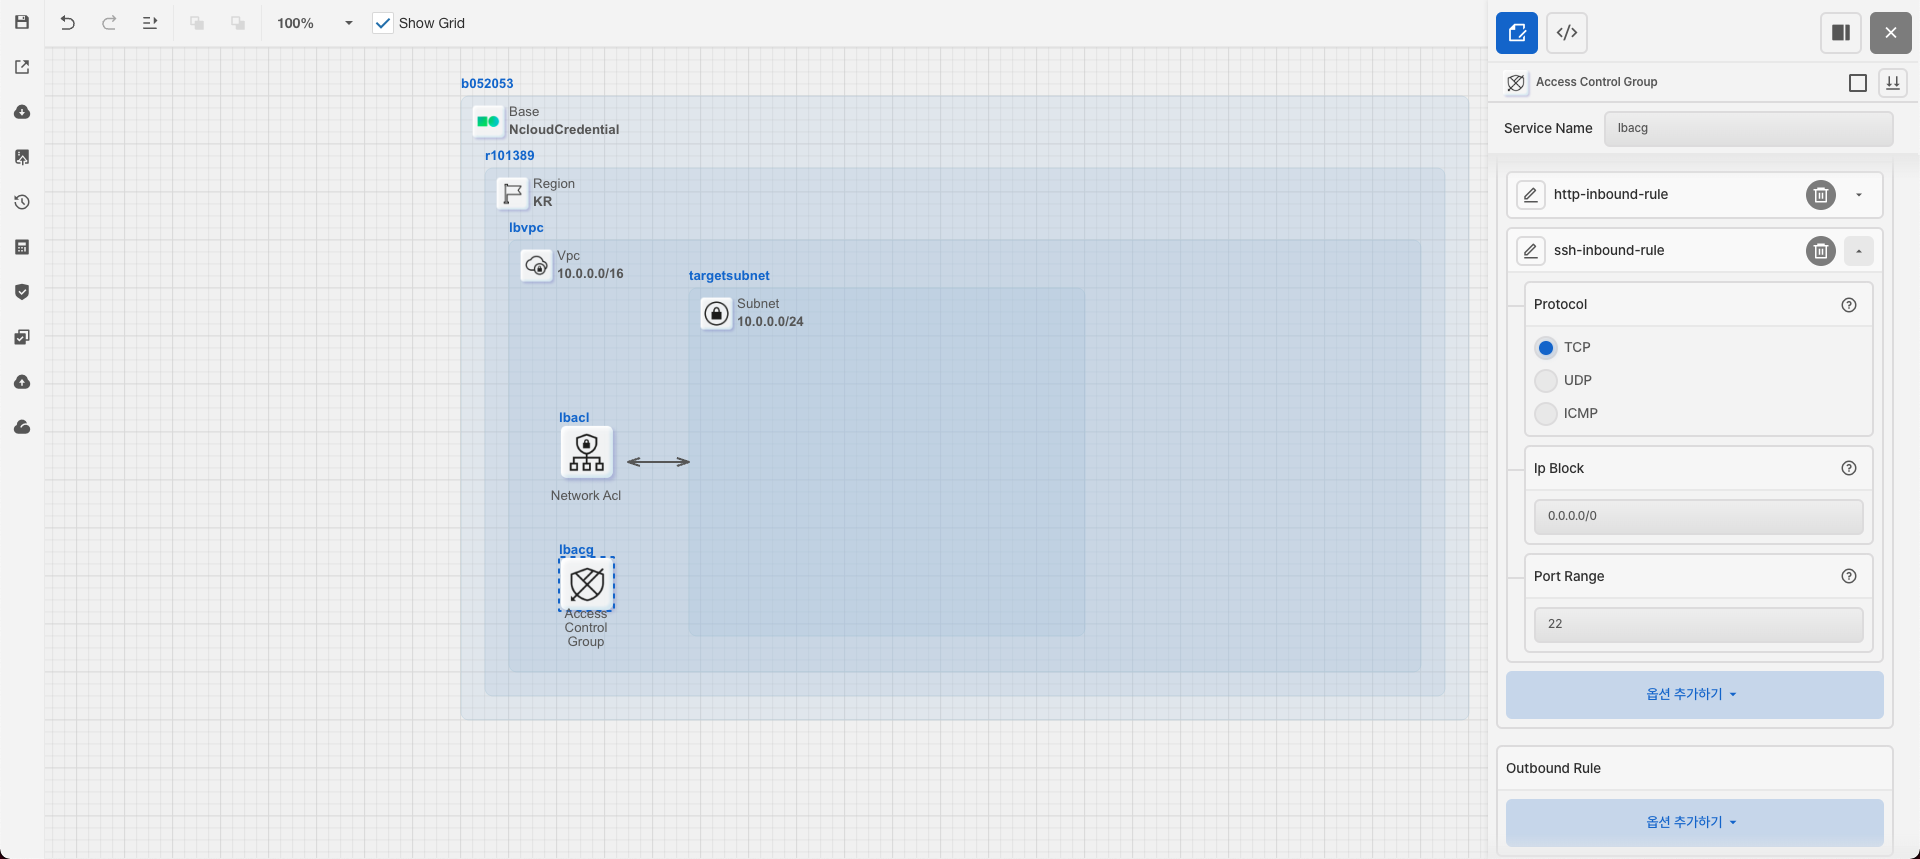 100%
Show Grid
b052053
Base
NcloudCredential
r101389
Region
KR
lbvpc
Vpc
10.0.0.0/16
targetsubnet
Subnet
10.0.0.0/24
lbacl
Network Acl
lbacg
Access
Control
Group
Access Control Group
Service Name
lbacg
http-inbound-rule
ssh-inbound-rule
Protocol
TCP
UDP
ICMP
Ip Block
0.0.0.0/0
Port Range
22
옵션 추가하기
Outbound Rule
옵션 추가하기